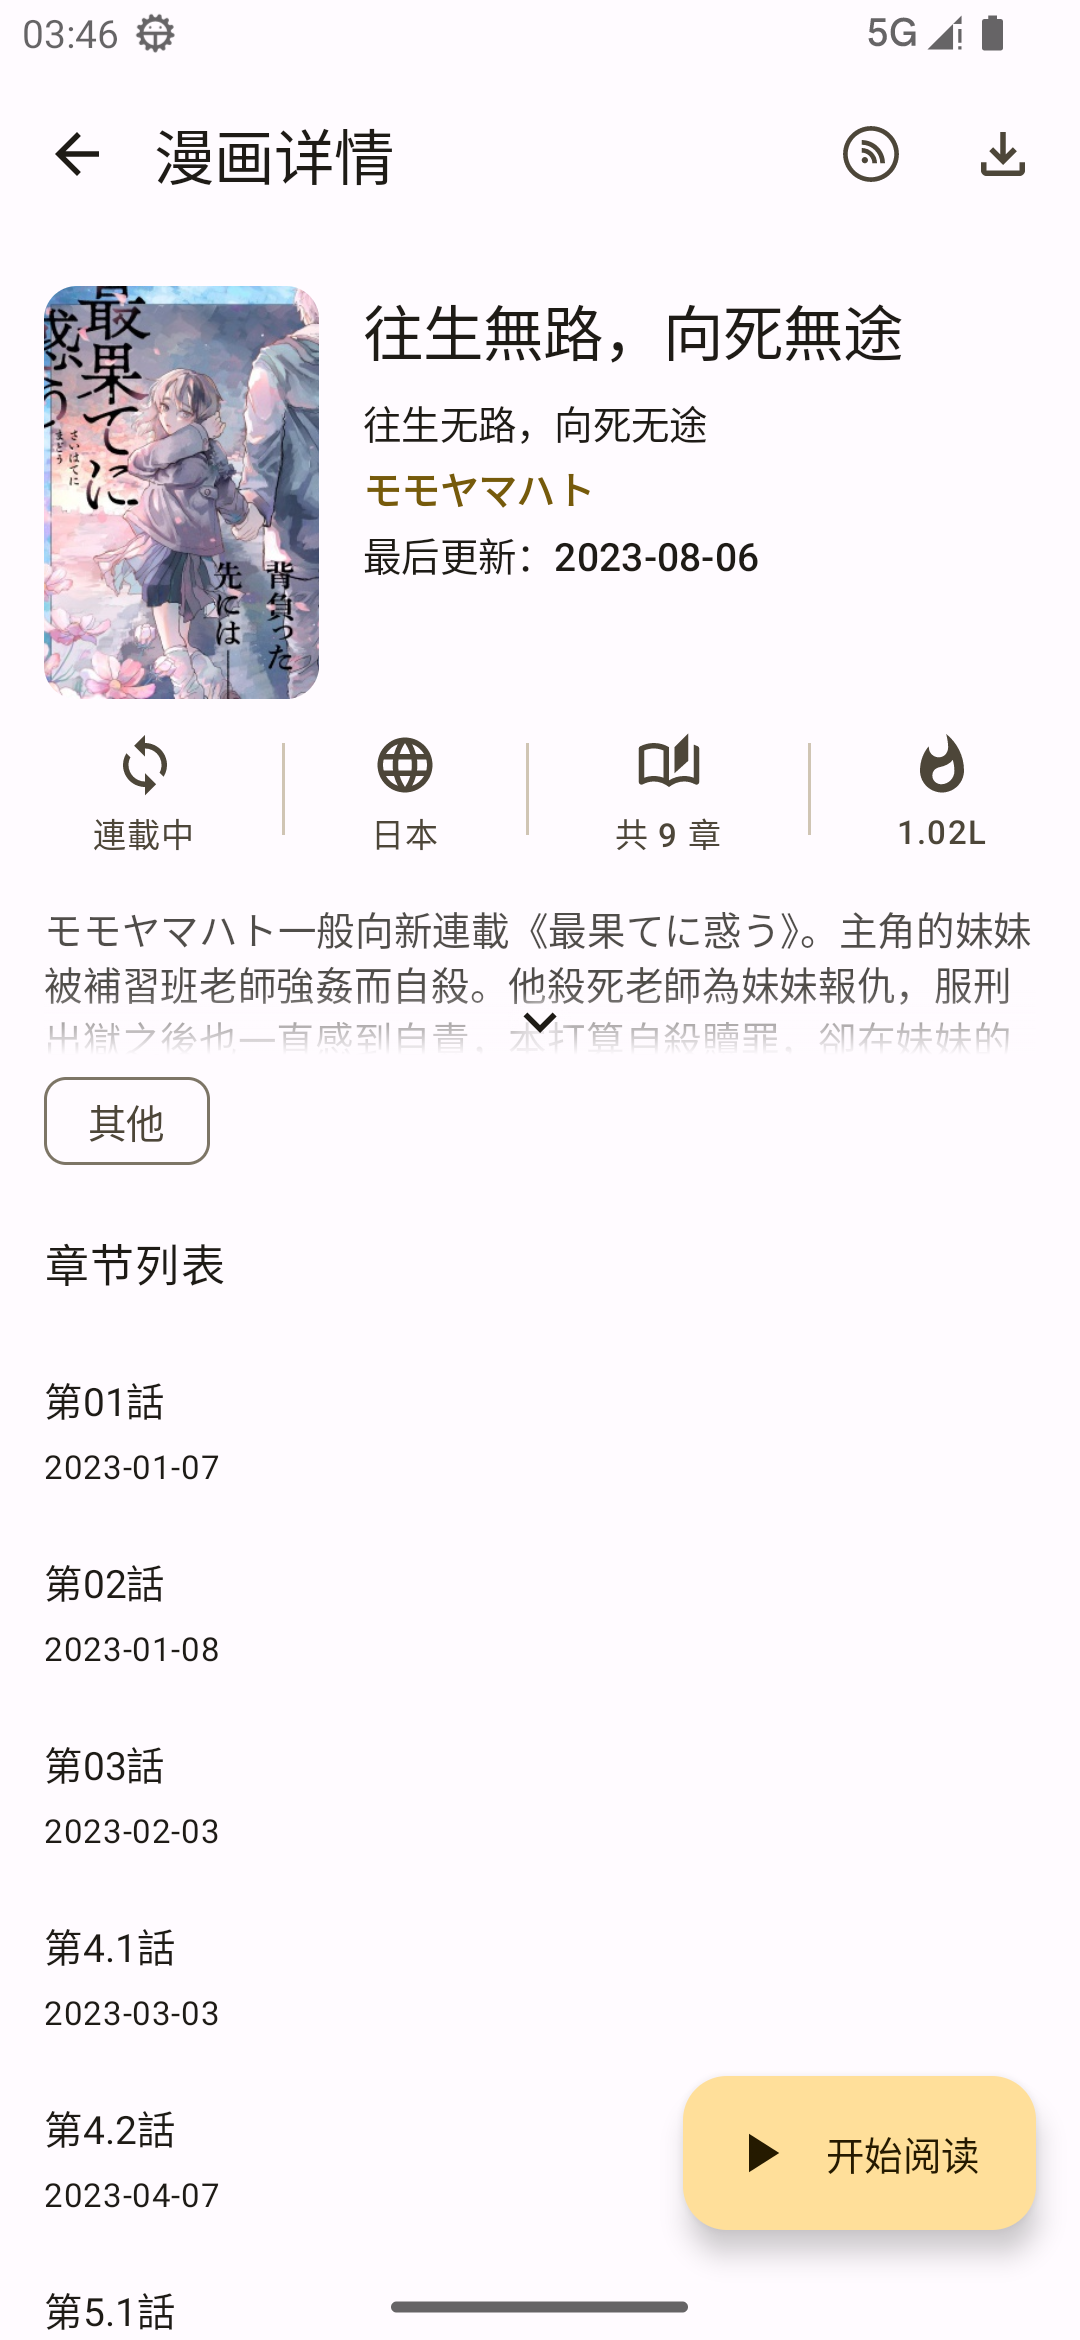 03:46
5G
漫画详情
最果てに
惑う
さいはてに
まどう
背負った
先には——
往生無路，向死無途
往生无路，向死无途
モモヤマハト
最后更新：2023-08-06
連載中
日本
共 9 章
1.02L
モモヤマハト一般向新連載《最果てに惑う》。主角的妹妹
被補習班老師強姦而自殺。他殺死老師為妹妹報仇，服刑
出獄之後也一直感到自責，本打算自殺贖罪，卻在妹妹的
其他
章节列表
第01話
2023-01-07
第02話
2023-01-08
第03話
2023-02-03
第4.1話
2023-03-03
第4.2話
2023-04-07
开始阅读
第5.1話